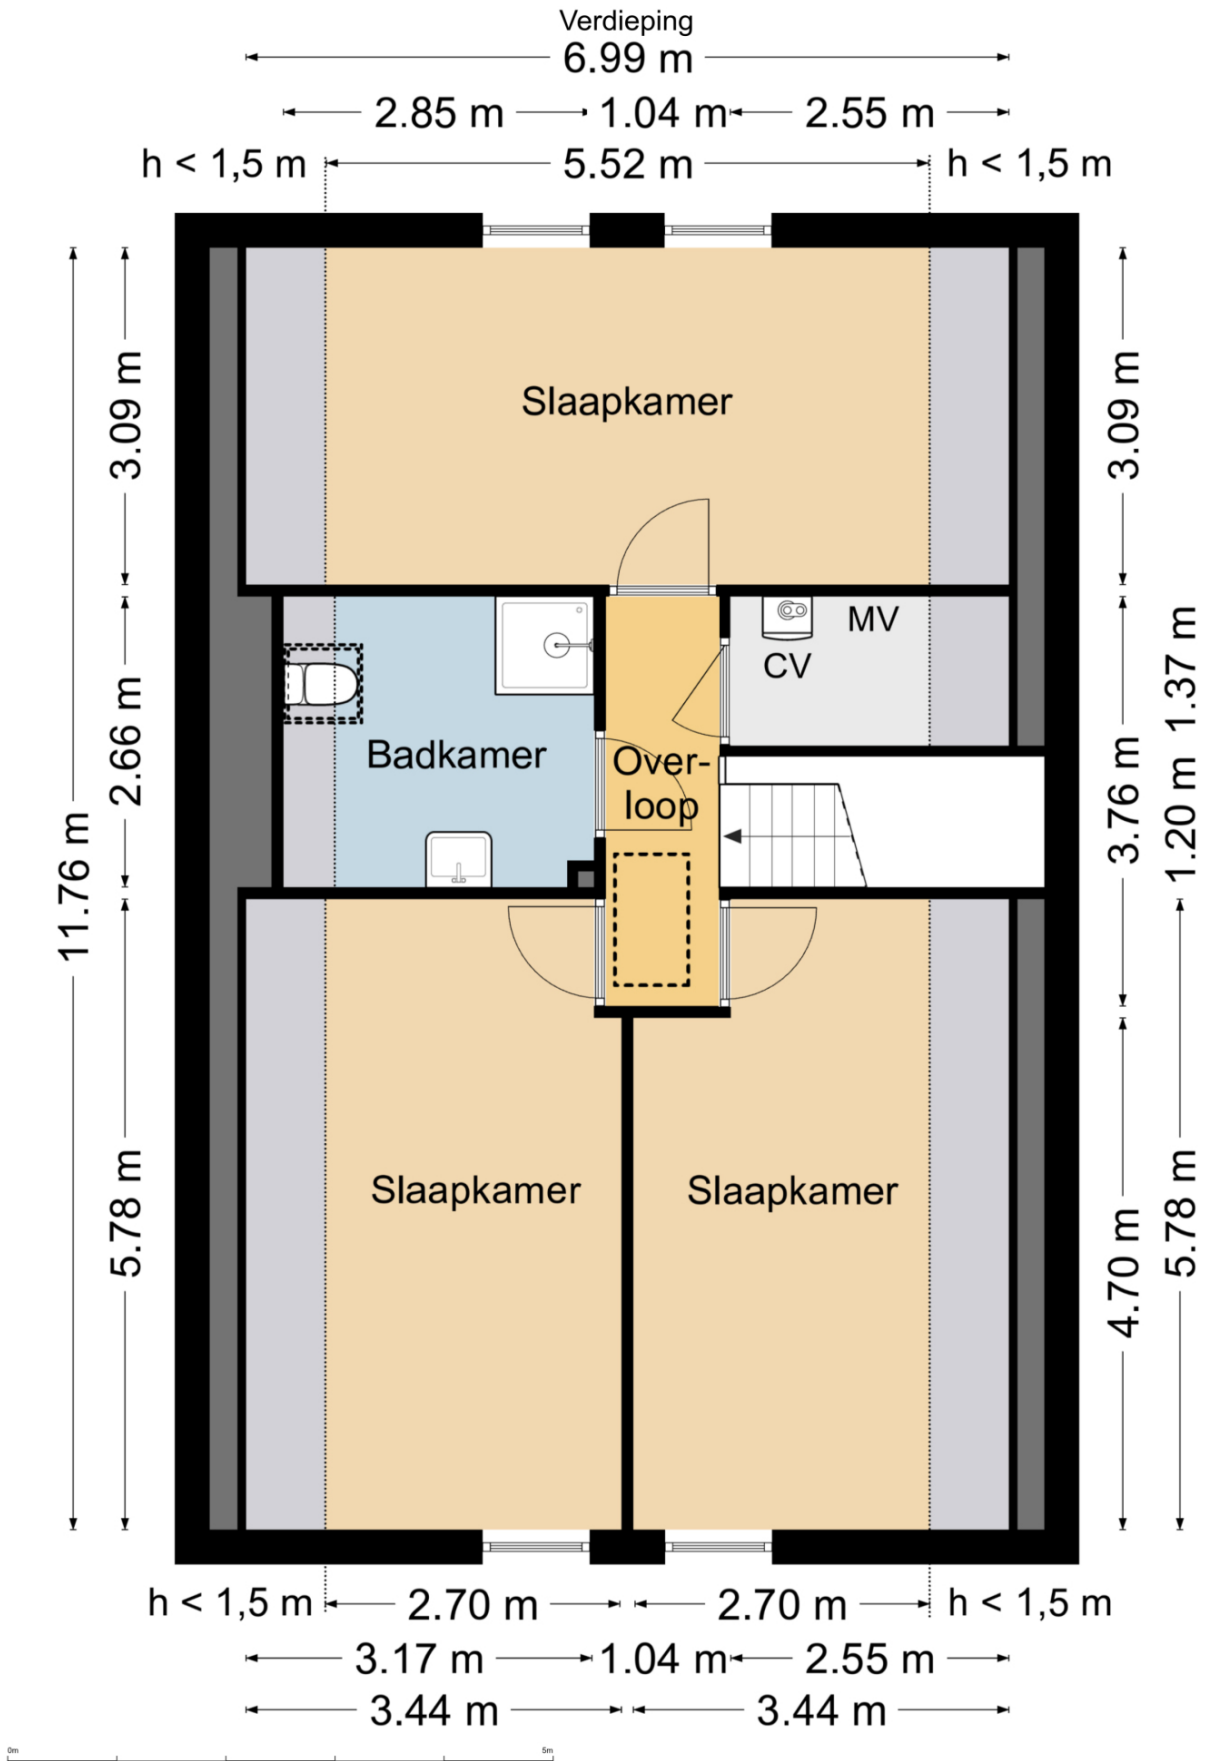 Verdieping
6.99 m
2.85 m 1.04 m 2.55 m
h < 1,5 m 5.52 m h < 1,5 m
3.09 m
3.09 m
Slaapkamer
MV
CV
1.37 m
2.66 m
Badkamer
Over-
loop
3.76 m
1.20 m
11.76 m
5.78 m
Slaapkamer
Slaapkamer
4.70 m
5.78 m
h < 1,5 m 2.70 m 2.70 m h < 1,5 m
3.17 m 1.04 m 2.55 m
3.44 m 3.44 m
0m 5m